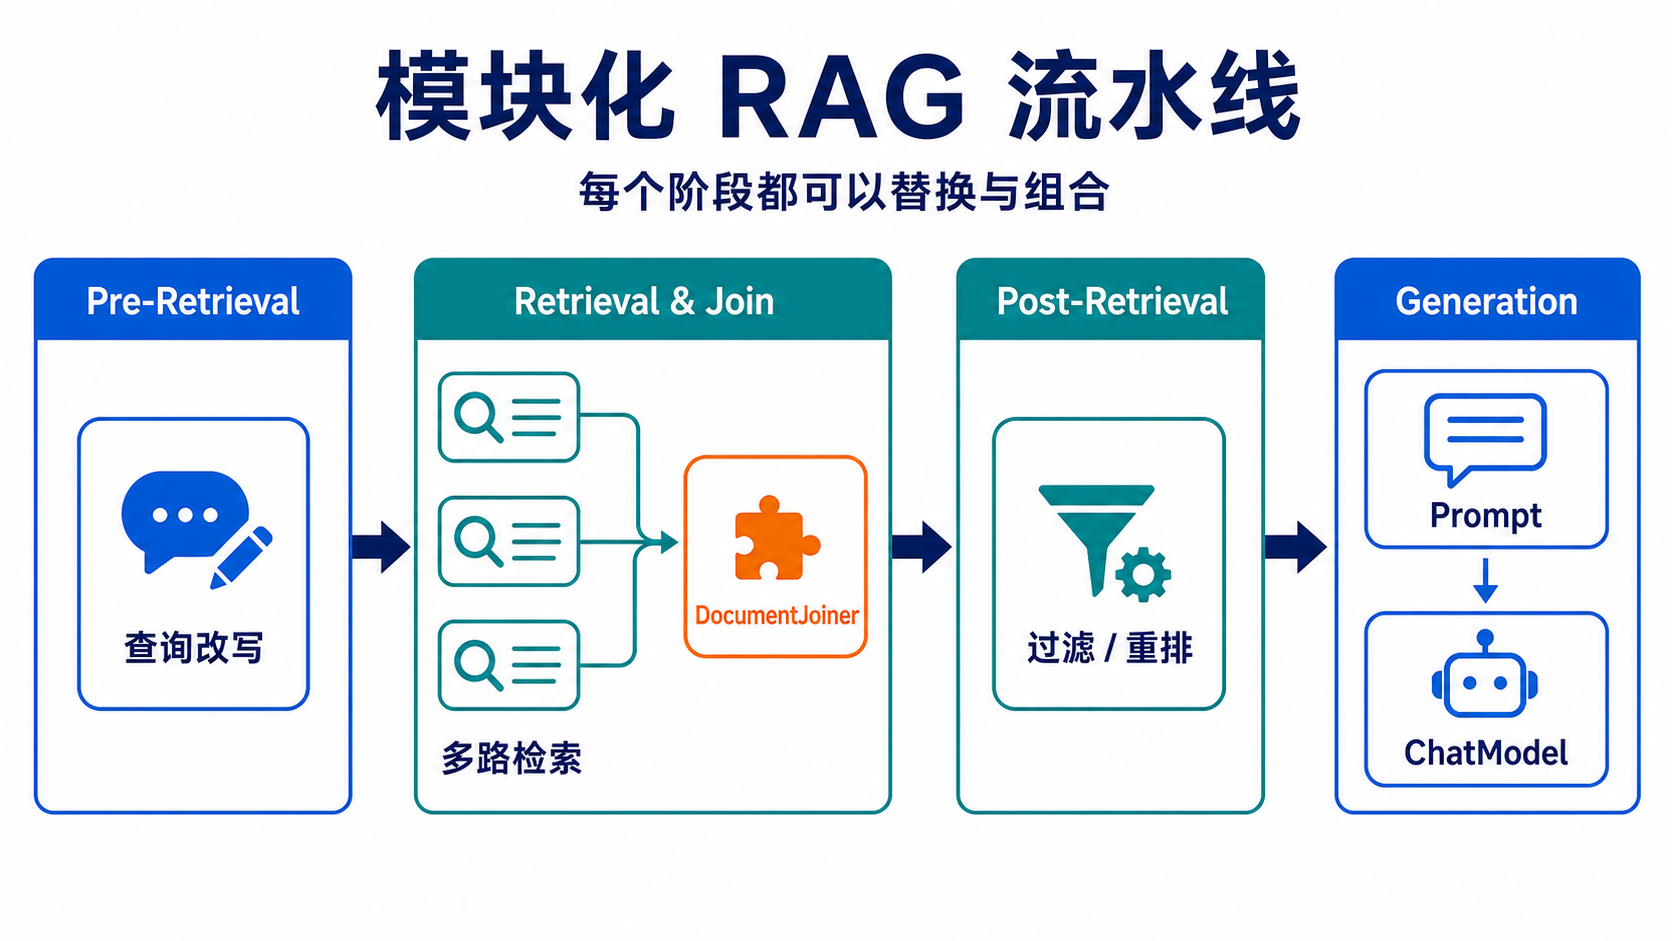 模块化 RAG 流水线
每个阶段都可以替换与组合
Pre-Retrieval
查询改写
Retrieval & Join
DocumentJoiner
多路检索
Post-Retrieval
过滤 / 重排
Generation
Prompt
ChatModel